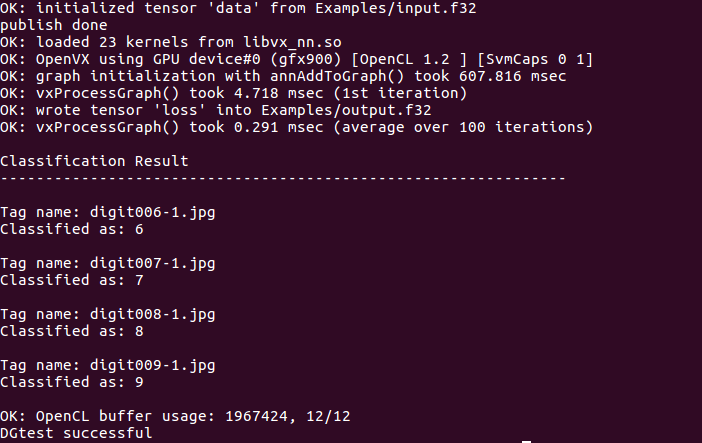 OK: initialized tensor 'data' from Examples/input.f32
publish done
OK: loaded 23 kernels from libvx_nn.so
OK: OpenVX using GPU device#0 (gfx900) [OpenCL 1.2 ] [SvmCaps 0 1]
OK: graph initialization with annAddToGraph() took 607.816 msec
OK: vxProcessGraph() took 4.718 msec (1st iteration)
OK: wrote tensor 'loss' into Examples/output.f32
OK: vxProcessGraph() took 0.291 msec (average over 100 iterations)
Classification Result
---------------------------------------------------------------
Tag name: digit006-1.jpg
Classified as: 6
Tag name: digit007-1.jpg
Classified as: 7
Tag name: digit008-1.jpg
Classified as: 8
Tag name: digit009-1.jpg
Classified as: 9
OK: OpenCL buffer usage: 1967424, 12/12
DGtest successful